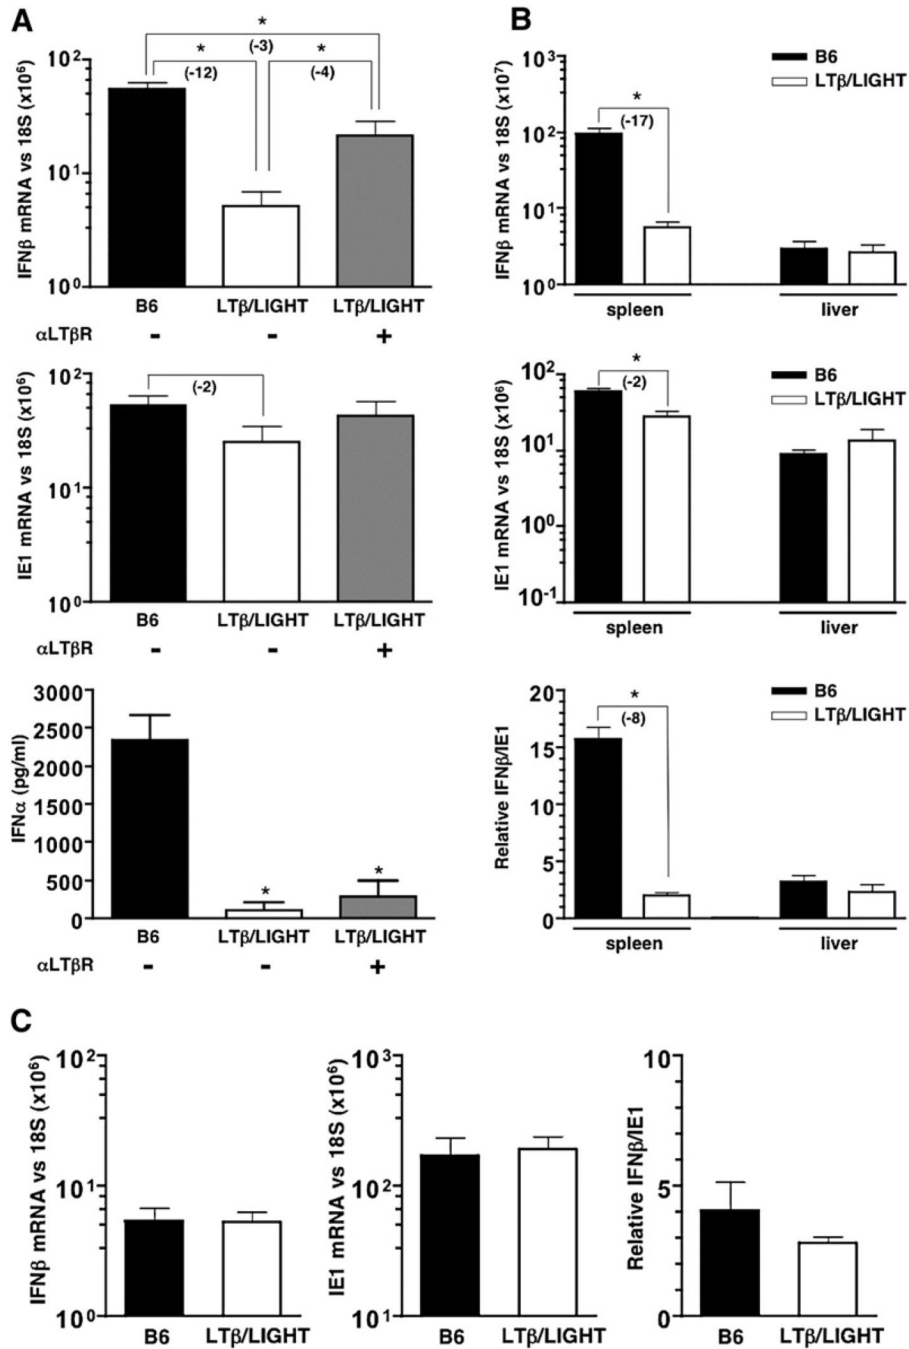 A
B
*
*
(-3)
*
(-12)
(-4)
IFNβ mRNA vs 18S (x10⁶)
10²
10¹
10⁰
B6
LTβ/LIGHT
LTβ/LIGHT
αLTβR
-
-
+
IFNβ mRNA vs 18S (x10⁷)
10³
10²
10¹
10⁰
B6
LTβ/LIGHT
*
(-17)
spleen
liver
IE1 mRNA vs 18S (x10⁶)
10²
10¹
10⁰
(-2)
B6
LTβ/LIGHT
LTβ/LIGHT
αLTβR
-
-
+
IE1 mRNA vs 18S (x10⁶)
10²
10¹
10⁰
10⁻¹
B6
LTβ/LIGHT
*
(-2)
spleen
liver
IFNα (pg/ml)
3000
2500
2000
1500
1000
500
0
*
*
B6
LTβ/LIGHT
LTβ/LIGHT
αLTβR
-
-
+
Relative IFNβ/IE1
20
15
10
5
0
B6
LTβ/LIGHT
*
(-8)
spleen
liver
C
IFNβ mRNA vs 18S (x10⁶)
10²
10¹
10⁰
B6
LTβ/LIGHT
IE1 mRNA vs 18S (x10⁶)
10³
10²
10¹
B6
LTβ/LIGHT
Relative IFNβ/IE1
10
5
0
B6
LTβ/LIGHT